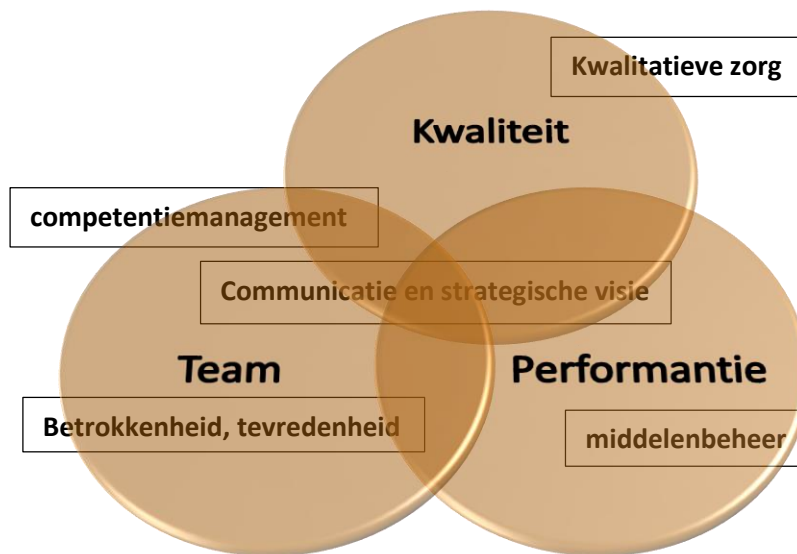 Kwalitatieve zorg
Kwaliteit
competentiemanagement
Communicatie en strategische visie
Team
Performantie
Betrokkenheid, tevredenheid
middelenbeheer